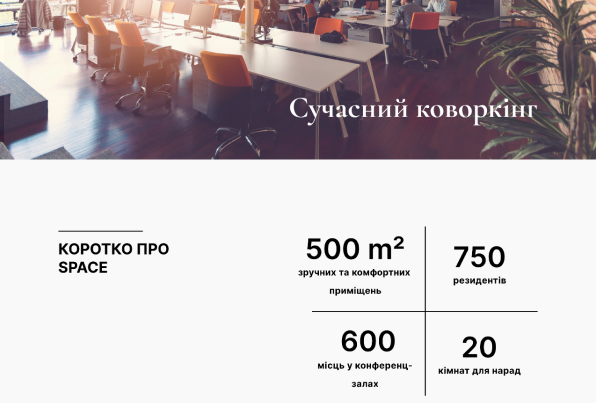 Сучасний коворкінг
КОРОТКО ПРО
SPACE
500 m²
зручних та комфортних
приміщень
750
резидентів
600
місць у конференц-
залах
20
кімнат для нарад